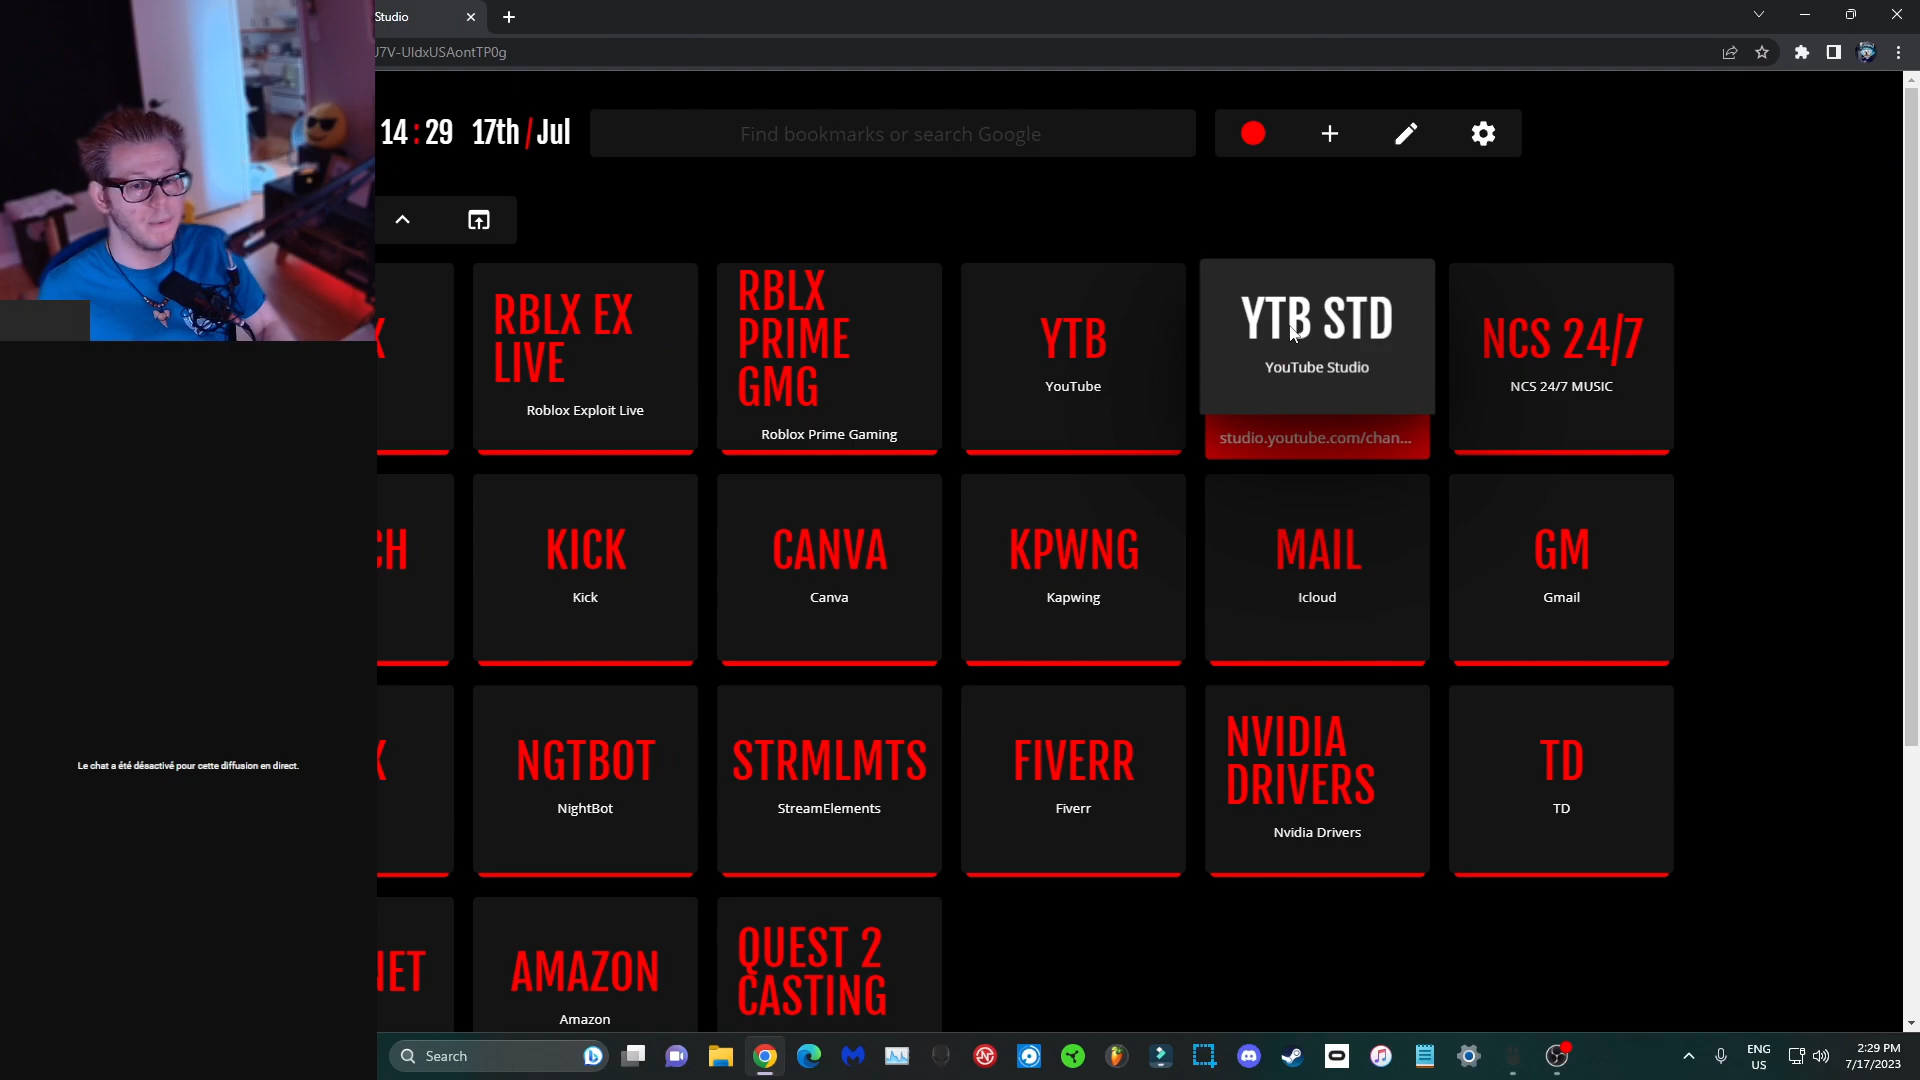 Studio
J7V-UldxUSAontTP0g
14:29 17th/Jul
Find bookmarks or search Google
RBLX EX
LIVE
Roblox Exploit Live
RBLX
PRIME
GMG
Roblox Prime Gaming
YTB
YouTube
YTB STD
YouTube Studio
studio.youtube.com/chan...
NCS 24/7
NCS 24/7 MUSIC
CH
KICK
Kick
CANVA
Canva
KPWNG
Kapwing
MAIL
Icloud
GM
Gmail
X
NGTBOT
NightBot
STRMLMTS
StreamElements
FIVERR
Fiverr
NVIDIA
DRIVERS
Nvidia Drivers
TD
TD
Le chat a été désactivé pour cette diffusion en direct.
NET
AMAZON
Amazon
QUEST 2
CASTING
Search
ENG
US
2:29 PM
7/17/2023